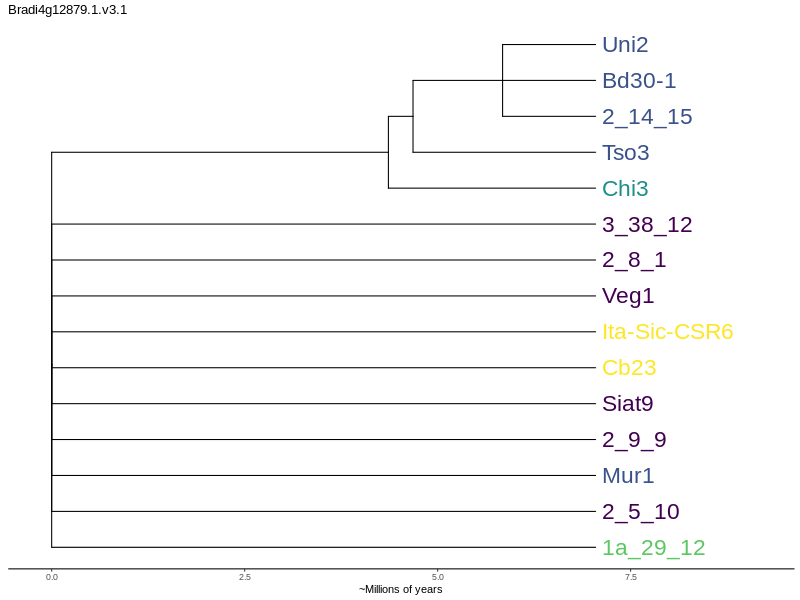 Bradi4g12879.1.v3.1
Uni2
Bd30-1
2_14_15
Tso3
Chi3
3_38_12
2_8_1
Veg1
Ita-Sic-CSR6
Cb23
Siat9
2_9_9
Mur1
2_5_10
1a_29_12
0.0 2.5 5.0 7.5
~Millions of years